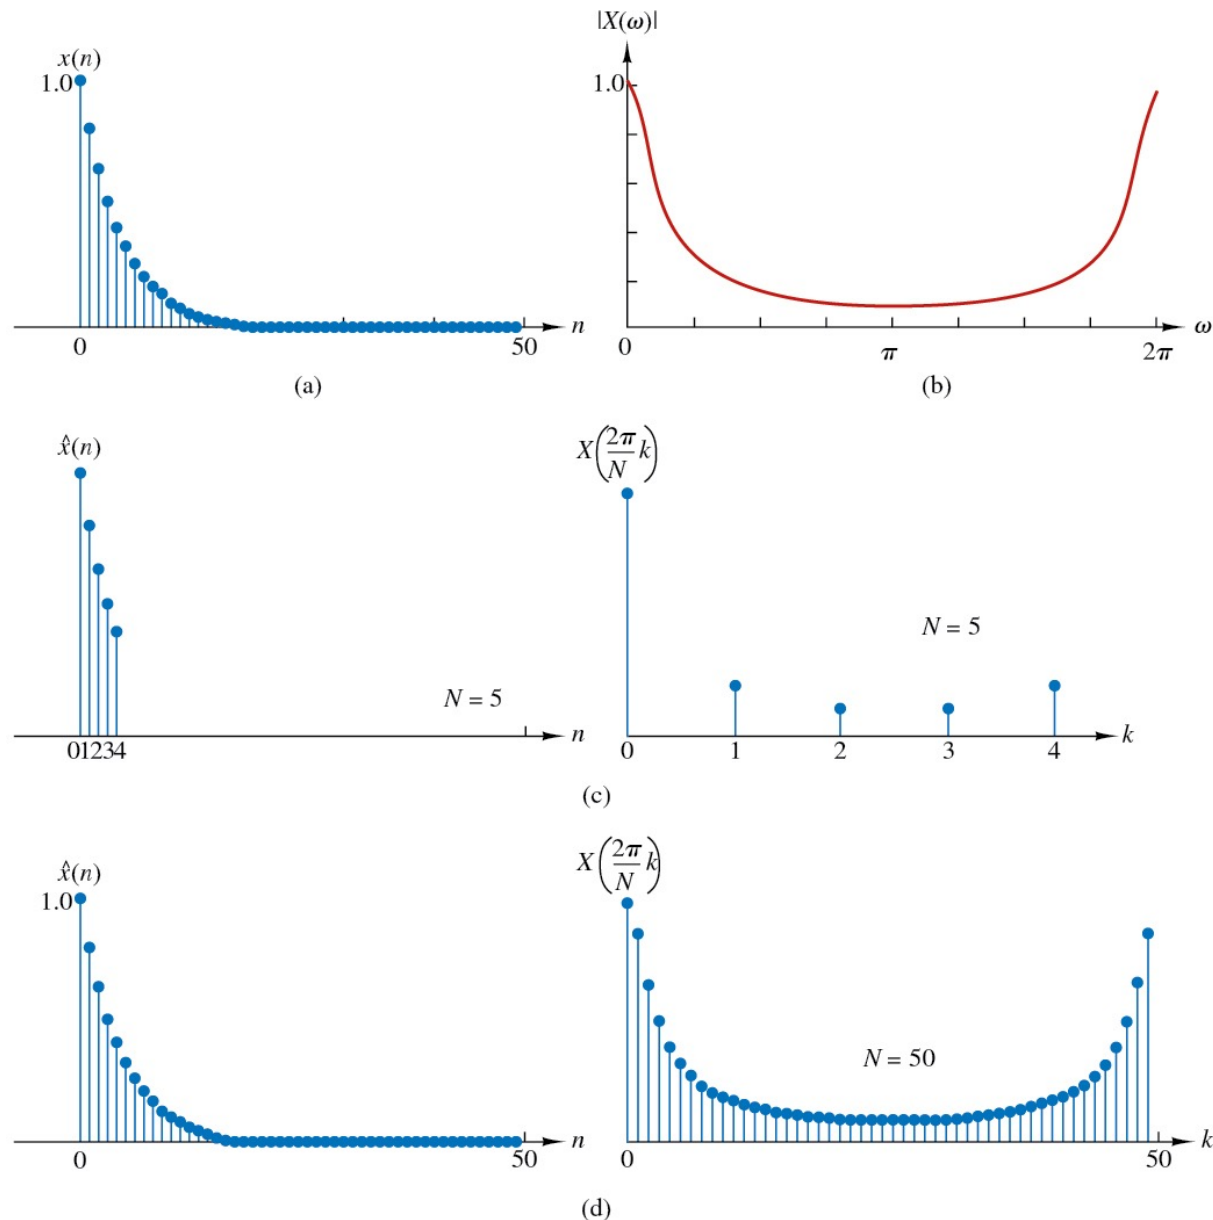 x(n)
1.0
0
50
n
(a)
|X(ω)|
1.0
0
π
2π
ω
(b)
x̂(n)
N = 5
01234
n
X(2π/N k)
N = 5
0 1 2 3 4
k
(c)
x̂(n)
1.0
0
50
n
X(2π/N k)
N = 50
0
50
k
(d)